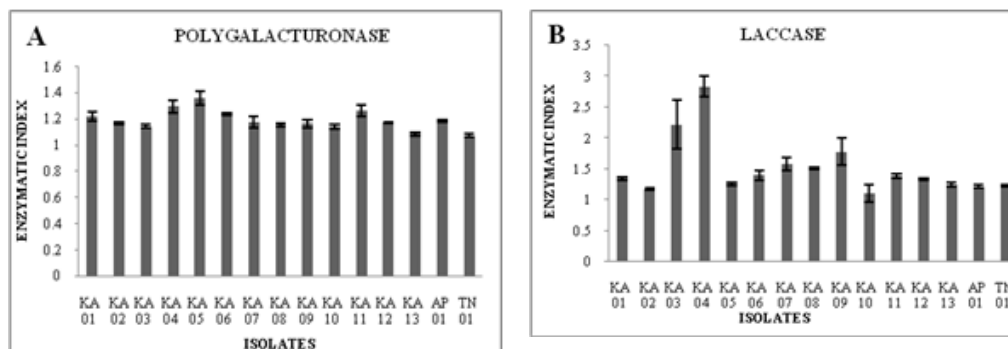 A
POLYGALACTURONASE
ENZYMATIC INDEX
1.6
1.4
1.2
1
0.8
0.6
0.4
0.2
0
KA KA KA KA KA KA KA KA KA KA KA KA KA AP TN
01 02 03 04 05 06 07 08 09 10 11 12 13 01 01
ISOLATES
B
LACCASE
ENZYMATIC INDEX
3.5
3
2.5
2
1.5
1
0.5
0
KA KA KA KA KA KA KA KA KA KA KA KA KA AP TN
01 02 03 04 05 06 07 08 09 10 11 12 13 01 01
ISOLATES